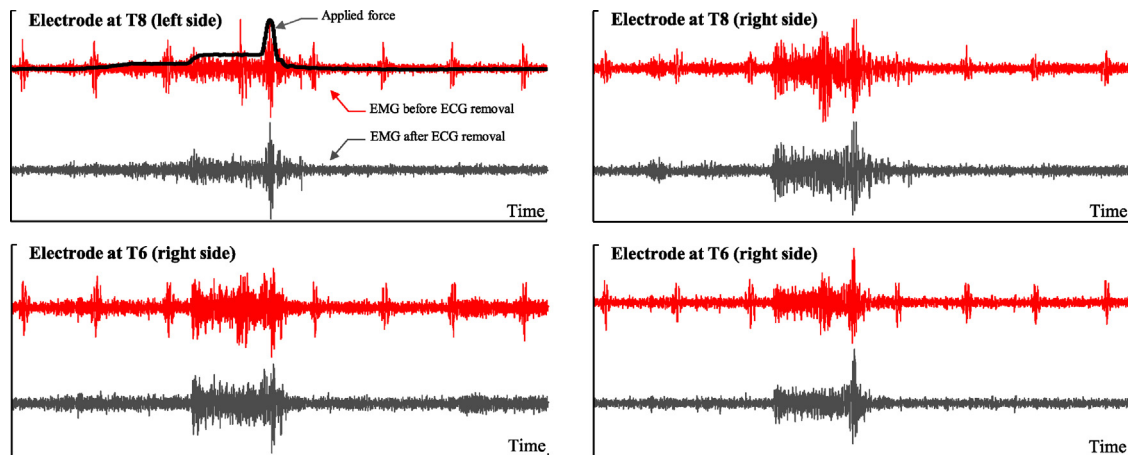 Electrode at T8 (left side)
Applied force
EMG before ECG removal
EMG after ECG removal
Time
Electrode at T8 (right side)
Time
Electrode at T6 (right side)
Time
Electrode at T6 (right side)
Time